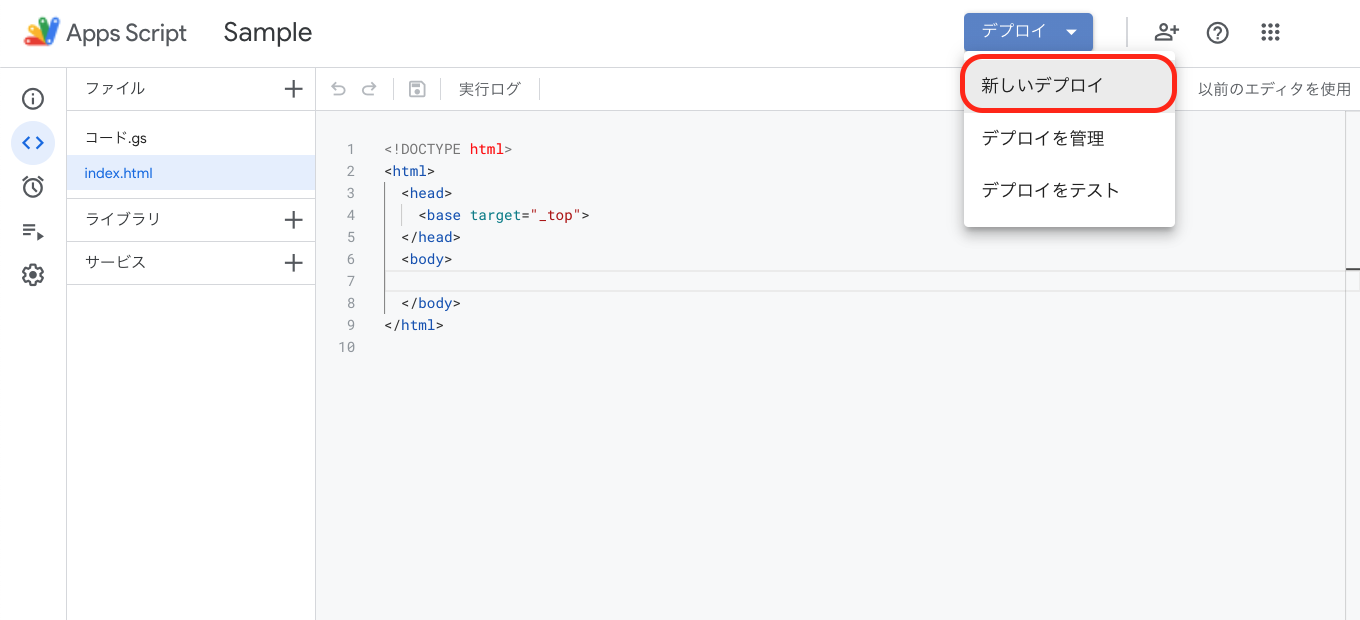 Apps Script Sample デプロイ
新しいデプロイ
デプロイを管理
デプロイをテスト
ファイル
実行ログ
以前のエディタを使用
コード.gs
index.html
ライブラリ
サービス
1 <!DOCTYPE html>
2 <html>
3 <head>
4 <base target="_top">
5 </head>
6 <body>
7
8 </body>
9 </html>
10